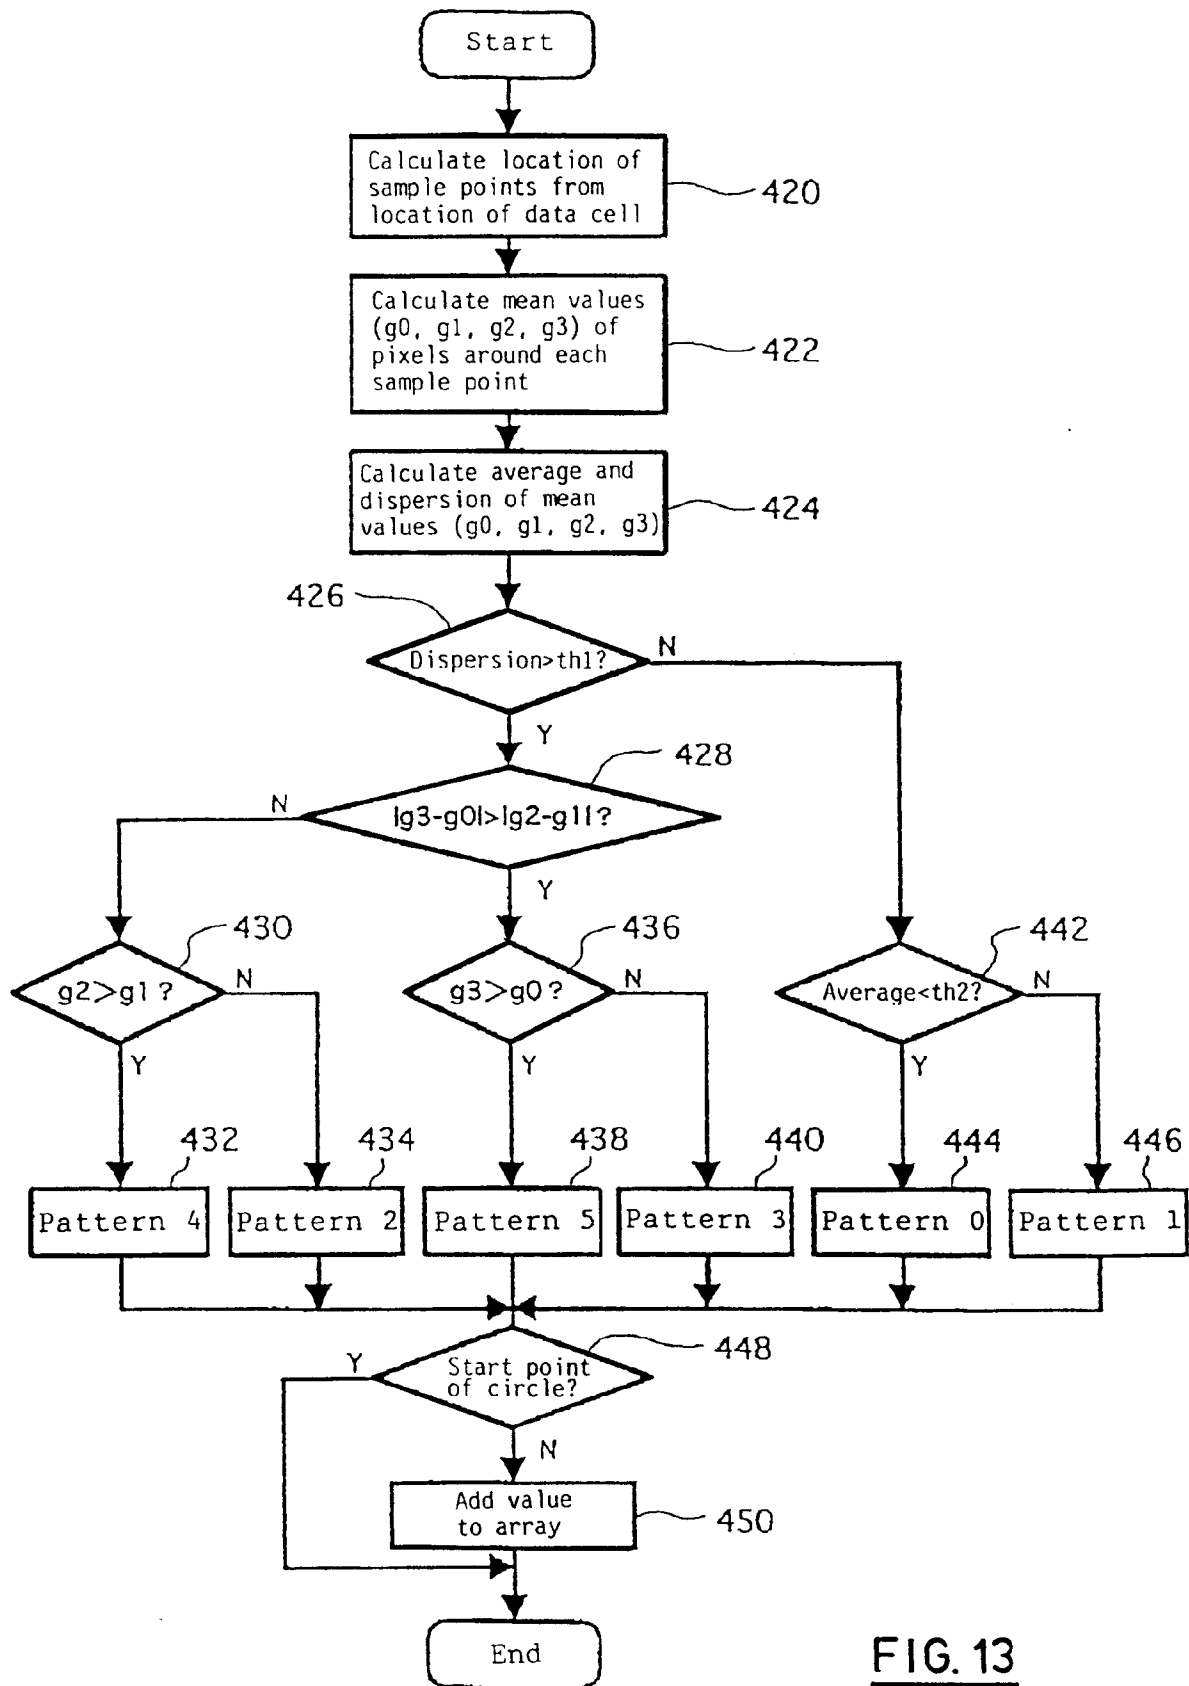 Start
Calculate location of
sample points from
location of data cell
420
Calculate mean values
(g0, g1, g2, g3) of
pixels around each
sample point
422
Calculate average and
dispersion of mean
values (g0, g1, g2, g3)
424
426
Dispersion>th1?
N
Y
428
N
|g3-g0|>|g2-g1|?
Y
430
436
442
g2>g1?
N
g3>g0?
N
Average<th2?
N
Y
Y
Y
432
434
438
440
444
446
Pattern 4
Pattern 2
Pattern 5
Pattern 3
Pattern 0
Pattern 1
448
Y
Start point
of circle?
N
Add value
to array
450
End
FIG. 13